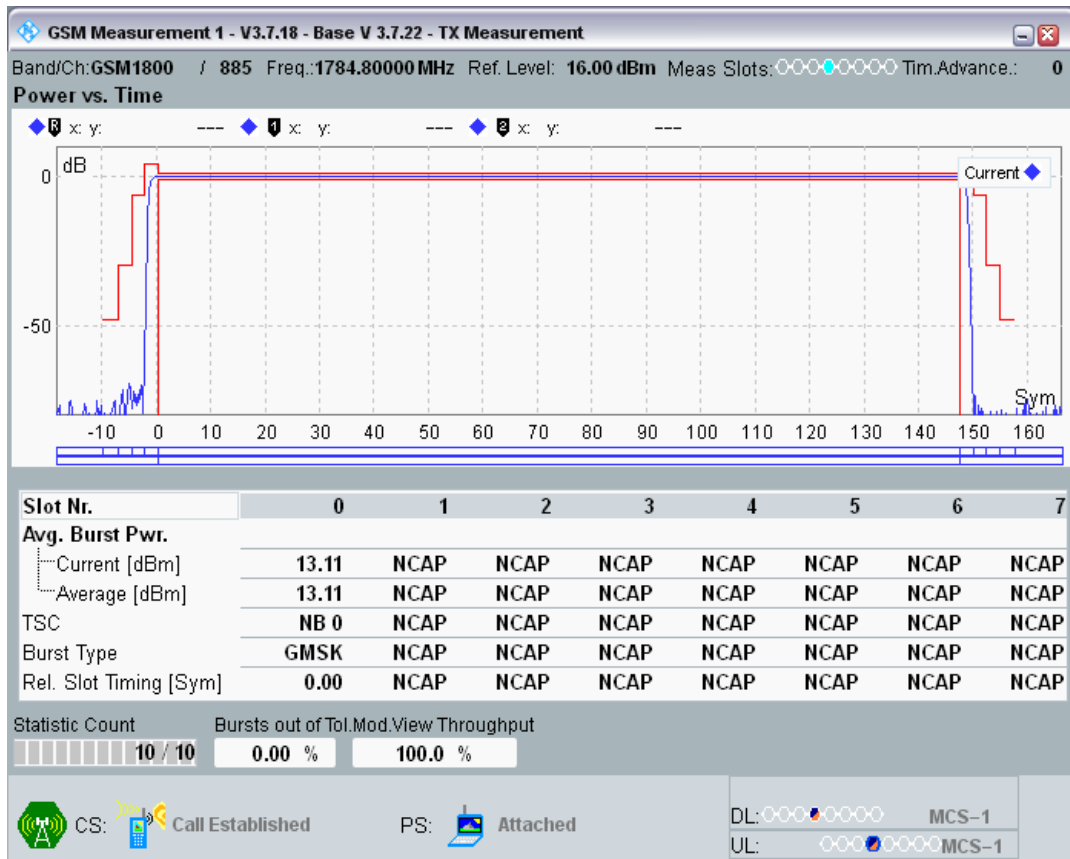 GSM Measurement 1 - V3.7.18 - Base V 3.7.22 - TX Measurement
Band/Ch:GSM1800 / 885 Freq.:1784.80000 MHz Ref. Level: 16.00 dBm Meas Slots: Tim.Advance.: 0
Power vs. Time
R x: y: --- 1 x: y: --- 2 x: y: ---
dB
Current
0
-50
Sym
-10 0 10 20 30 40 50 60 70 80 90 100 110 120 130 140 150 160
Slot Nr. 0 1 2 3 4 5 6 7
Avg. Burst Pwr.
Current [dBm] 13.11 NCAP NCAP NCAP NCAP NCAP NCAP NCAP
Average [dBm] 13.11 NCAP NCAP NCAP NCAP NCAP NCAP NCAP
TSC NB 0 NCAP NCAP NCAP NCAP NCAP NCAP NCAP
Burst Type GMSK NCAP NCAP NCAP NCAP NCAP NCAP NCAP
Rel. Slot Timing [Sym] 0.00 NCAP NCAP NCAP NCAP NCAP NCAP NCAP
Statistic Count Bursts out of Tol.Mod.View Throughput
10 / 10 0.00 % 100.0 %
CS: Call Established PS: Attached
DL: MCS-1
UL: MCS-1